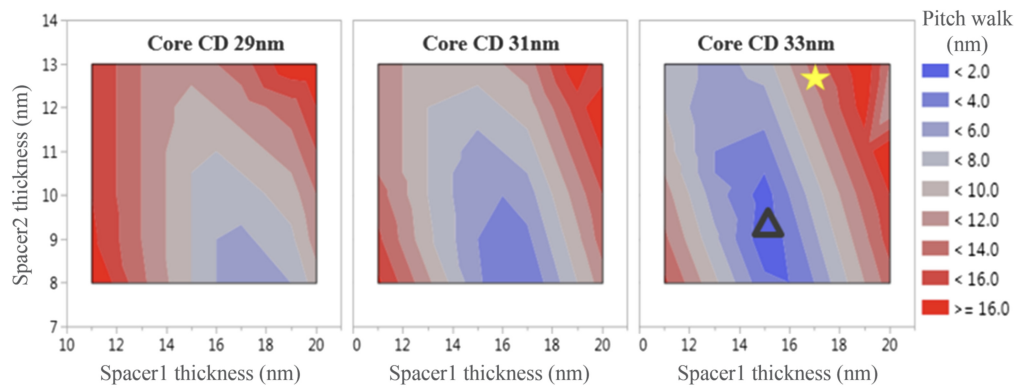 Core CD 29nm
Core CD 31nm
Core CD 33nm
Pitch walk
(nm)
< 2.0
< 4.0
< 6.0
< 8.0
< 10.0
< 12.0
< 14.0
< 16.0
>= 16.0
Spacer2 thickness (nm)
14
13
12
11
10
9
8
7
10 12 14 16 18 20
0 12 14 16 18 20
0 12 14 16 18 20
Spacer1 thickness (nm)
Spacer1 thickness (nm)
Spacer1 thickness (nm)